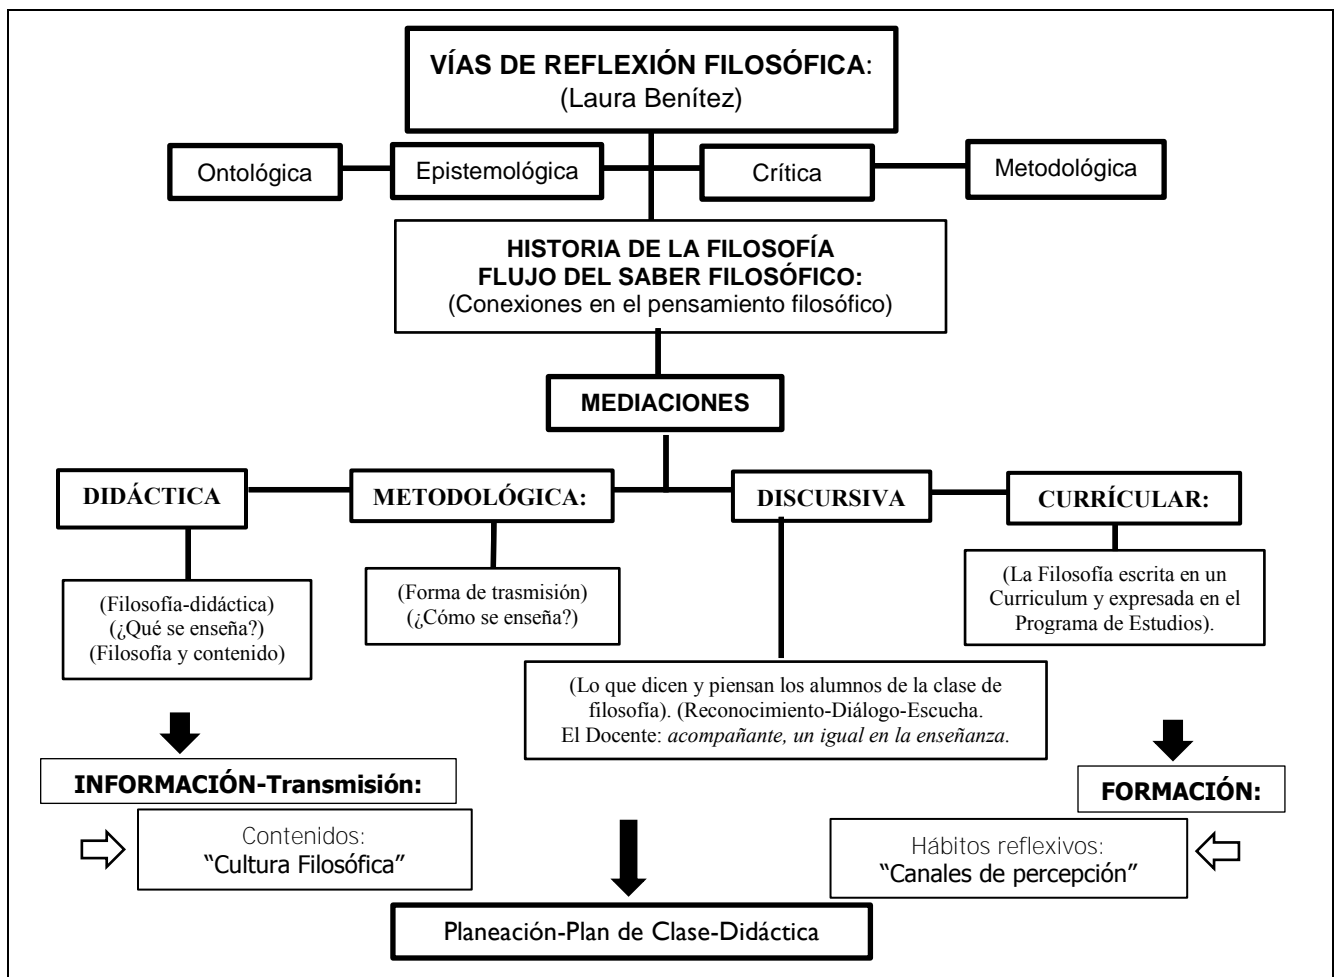 VÍAS DE REFLEXIÓN FILOSÓFICA:
(Laura Benítez)
Ontológica
Epistemológica
Crítica
Metodológica
HISTORIA DE LA FILOSOFÍA
FLUJO DEL SABER FILOSÓFICO:
(Conexiones en el pensamiento filosófico)
MEDIACIONES
DIDÁCTICA
METODOLÓGICA:
DISCURSIVA
CURRÍCULAR:
(Filosofía-didáctica)
(¿Qué se enseña?)
(Filosofía y contenido)
(Forma de trasmisión)
(¿Cómo se enseña?)
(La Filosofía escrita en un
Curriculum y expresada en el
Programa de Estudios).
(Lo que dicen y piensan los alumnos de la clase de
filosofía). (Reconocimiento-Diálogo-Escucha.
El Docente: acompañante, un igual en la enseñanza.
INFORMACIÓN-Transmisión:
FORMACIÓN:
Contenidos:
“Cultura Filosófica”
Hábitos reflexivos:
“Canales de percepción”
Planeación-Plan de Clase-Didáctica